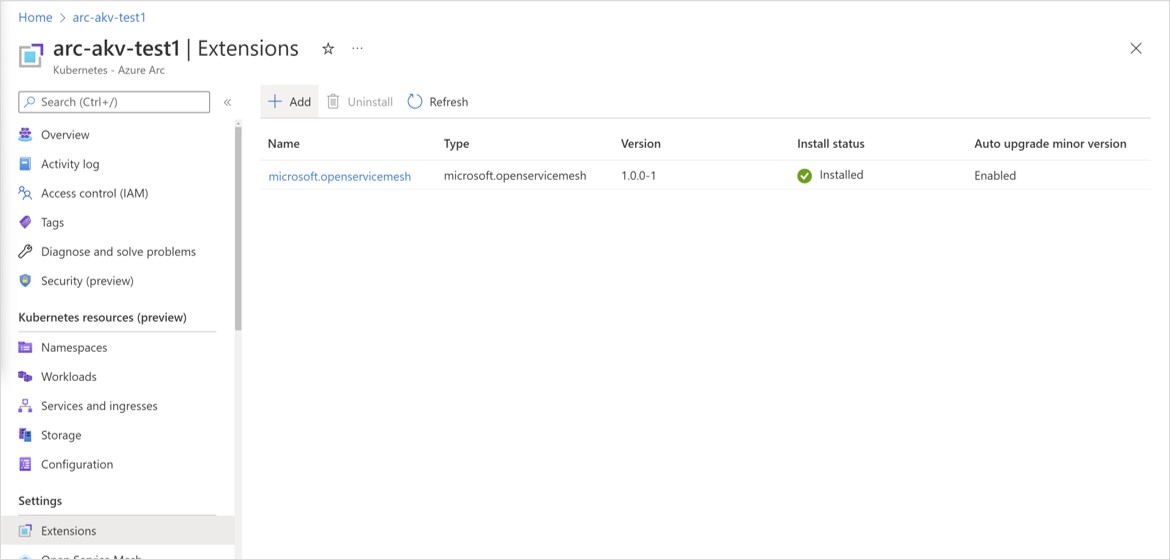 Home > arc-akv-test1
arc-akv-test1 | Extensions ☆ ...
Kubernetes - Azure Arc
Search (Ctrl+/) «
Overview
Activity log
Access control (IAM)
Tags
Diagnose and solve problems
Security (preview)
Kubernetes resources (preview)
Namespaces
Workloads
Services and ingresses
Storage
Configuration
Settings
Extensions
Open Service Mesh
+ Add Uninstall Refresh
Name Type Version Install status Auto upgrade minor version
microsoft.openservicemesh microsoft.openservicemesh 1.0.0-1 Installed Enabled